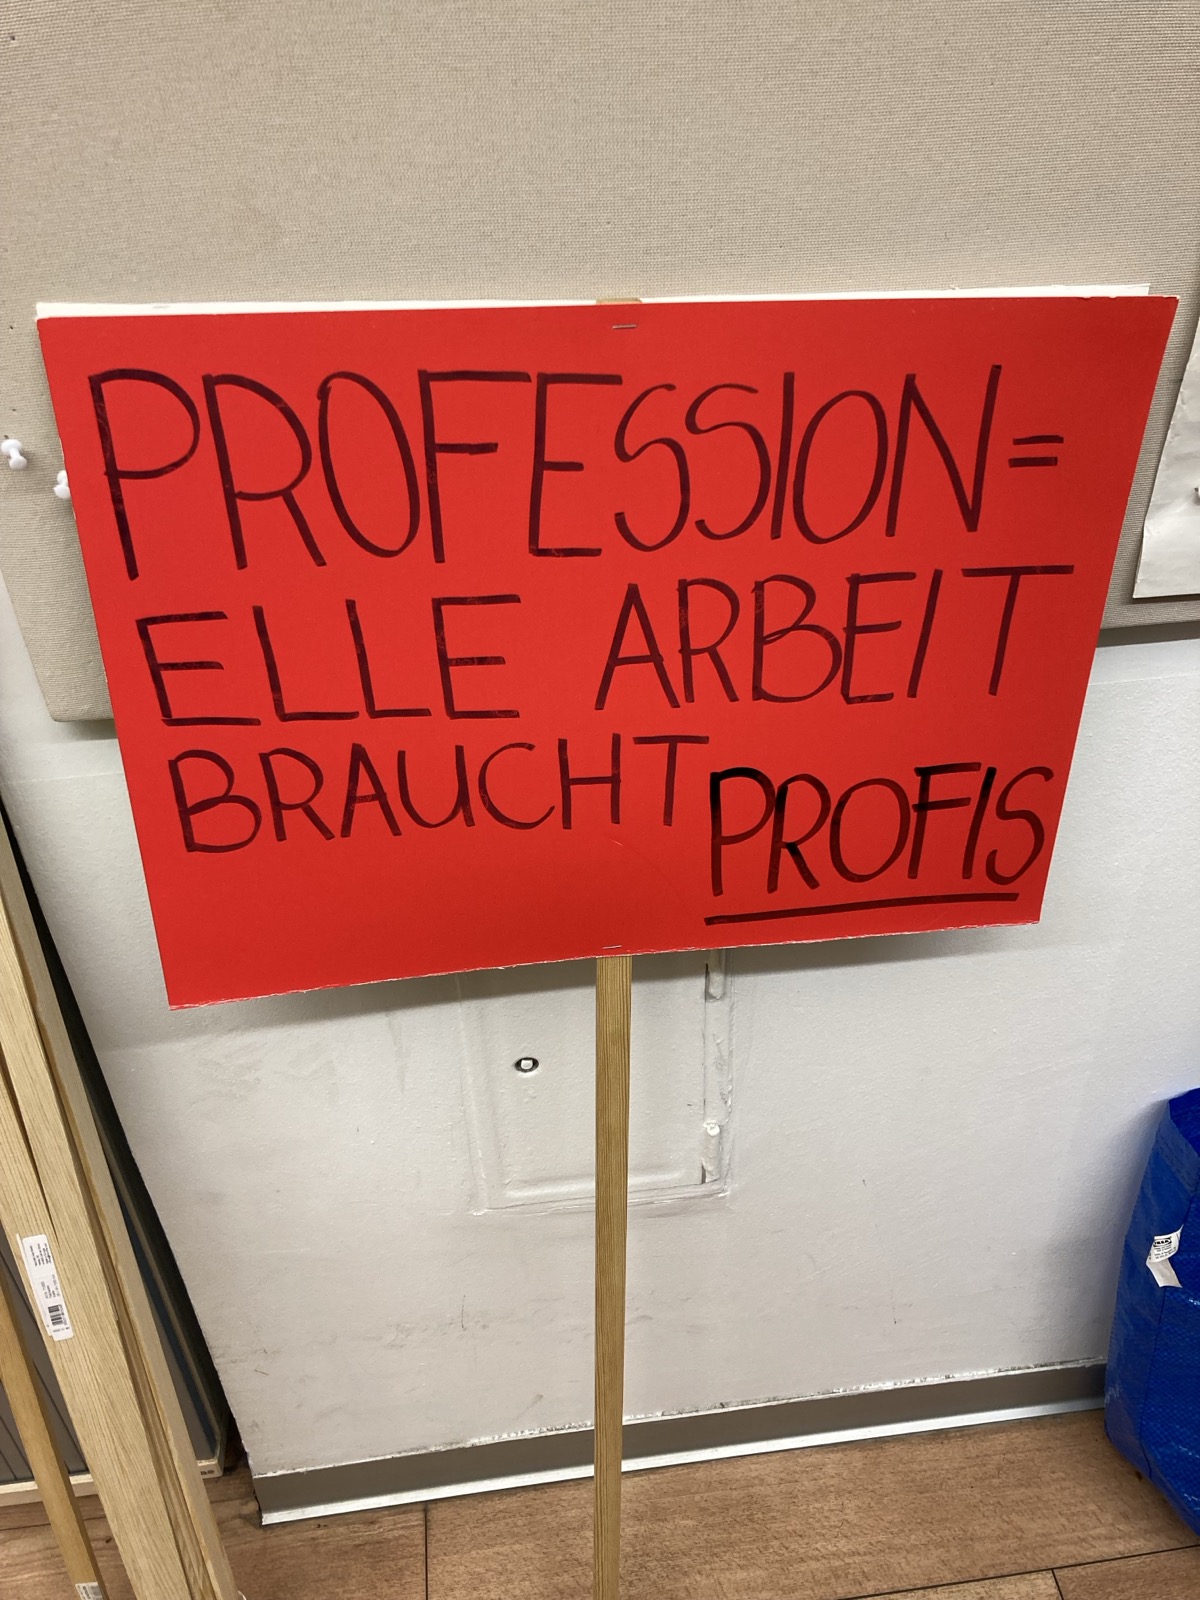 PROFESSION=
ELLE ARBEIT
BRAUCHT PROFIS